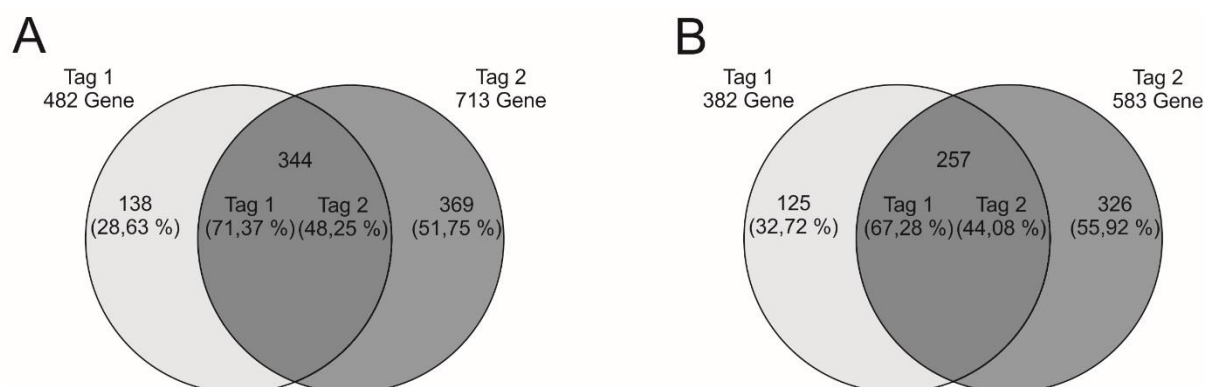 A
Tag 1
482 Gene
Tag 2
713 Gene
344
138
(28,63 %)
Tag 1
(71,37 %)
Tag 2
(48,25 %)
369
(51,75 %)
B
Tag 1
382 Gene
Tag 2
583 Gene
257
125
(32,72 %)
Tag 1
(67,28 %)
Tag 2
(44,08 %)
326
(55,92 %)